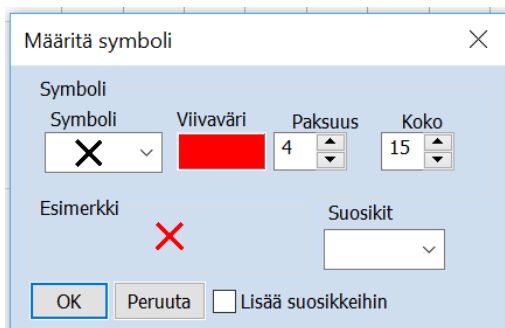 Määritä symboli
Symboli
Symboli Viivaväri Paksuus Koko
4 15
Esimerkki Suosikit
OK Peruuta Lisää suosikkeihin